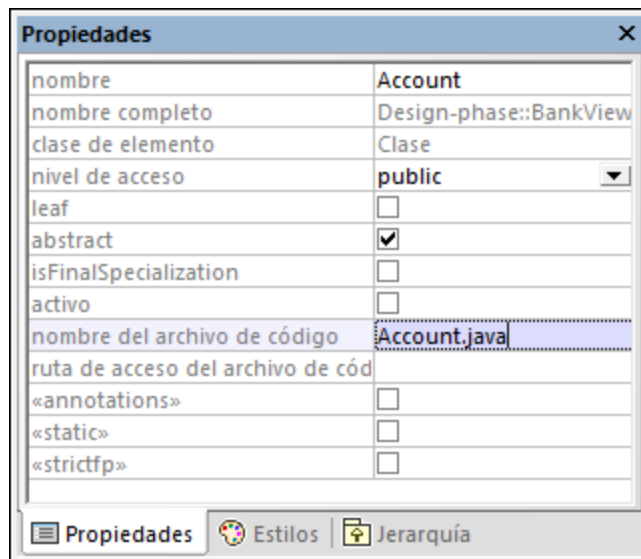 Propiedades
nombre Account
nombre completo Design-phase::BankView
clase de elemento Clase
nivel de acceso public
leaf
abstract
isFinalSpecialization
activo
nombre del archivo de código Account.java
ruta de acceso del archivo de cód
«annotations»
«static»
«strictfp»
Propiedades Estilos Jerarquía